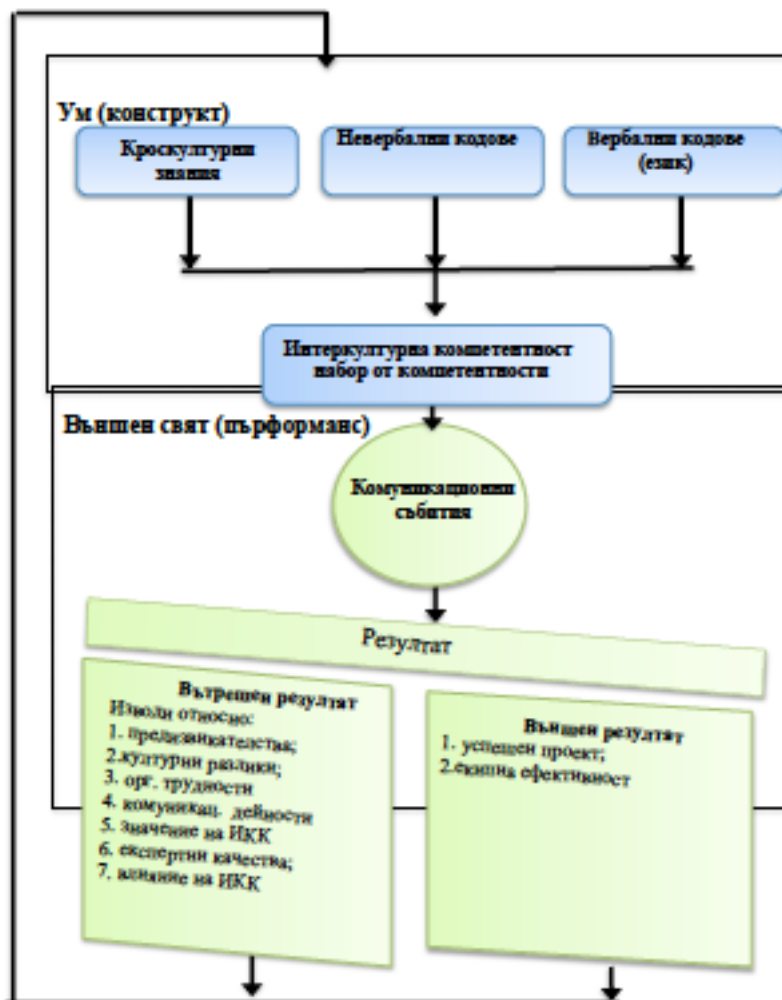 Ум (конструкт)
Кроскултурни
знания
Невербални кодове
Вербални кодове
(език)
Интеркултурна компетентност
набор от компетентности
Външен свят (пърформанс)
Комуникационни
събития
Резултат
Вътрешен резултат
Изводи относно:
1. предизвикателства;
2.културни разлики;
3. орг. трудности
4. комуникац. дейности
5. значение на ИКК
6. експертни качества;
7. влияние на ИКК
Външен резултат
1. успешен проект;
2.екипна ефективност